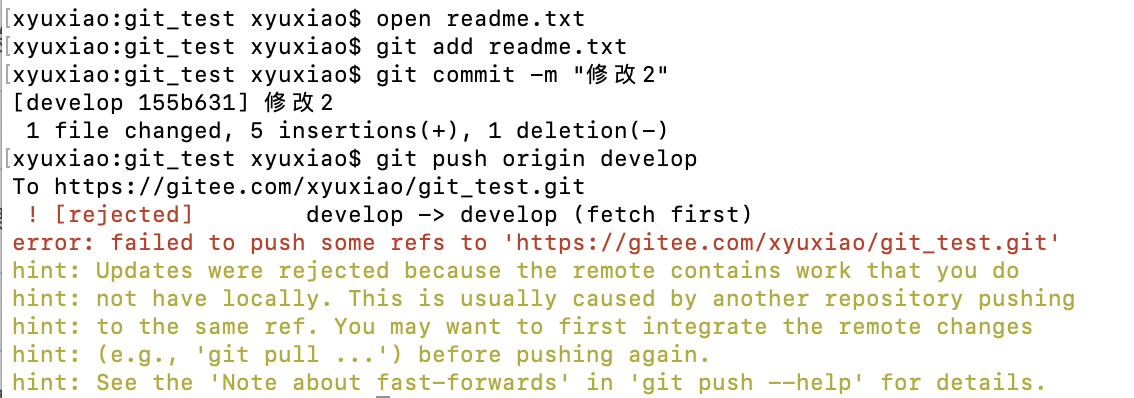 [xyuxiao:git_test xyuxiao$ open readme.txt
[xyuxiao:git_test xyuxiao$ git add readme.txt
[xyuxiao:git_test xyuxiao$ git commit -m "修改2"
[develop 155b631] 修改2
 1 file changed, 5 insertions(+), 1 deletion(-)
[xyuxiao:git_test xyuxiao$ git push origin develop
To https://gitee.com/xyuxiao/git_test.git
 ! [rejected]        develop -> develop (fetch first)
error: failed to push some refs to 'https://gitee.com/xyuxiao/git_test.git'
hint: Updates were rejected because the remote contains work that you do
hint: not have locally. This is usually caused by another repository pushing
hint: to the same ref. You may want to first integrate the remote changes
hint: (e.g., 'git pull ...') before pushing again.
hint: See the 'Note about fast-forwards' in 'git push --help' for details.